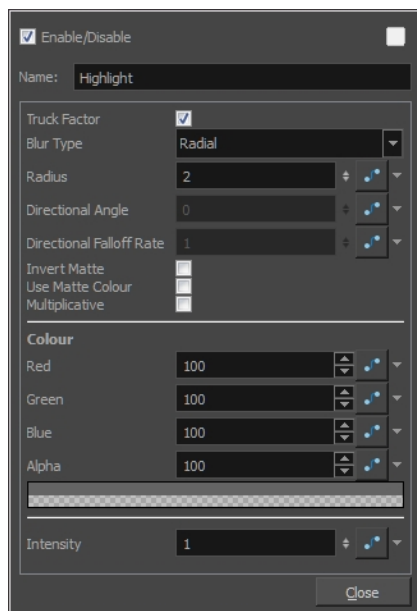 Enable/Disable
Name: Highlight
Truck Factor
Blur Type Radial
Radius 2
Directional Angle 0
Directional Falloff Rate 1
Invert Matte
Use Matte Colour
Multiplicative
Colour
Red 100
Green 100
Blue 100
Alpha 100
Intensity 1
Close